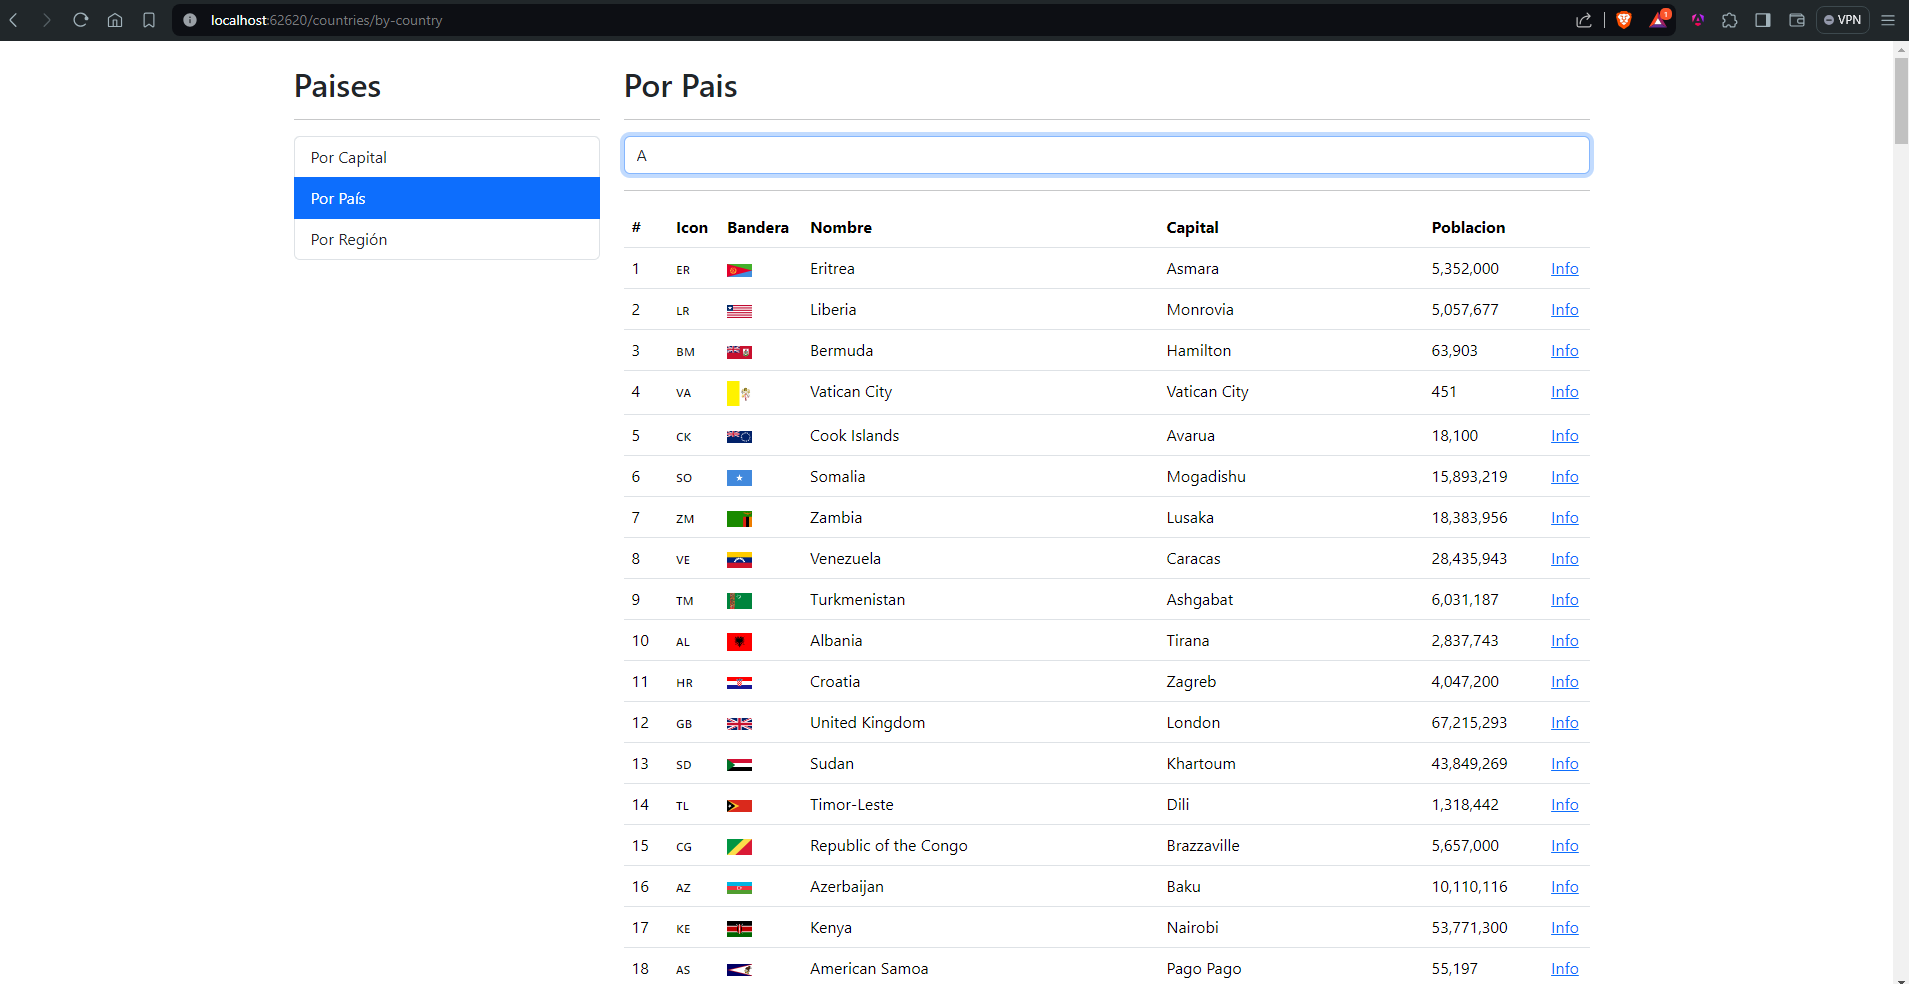 localhost:62620/countries/by-country
1
VPN
Paises
Por Capital
Por País
Por Región
Por Pais
A
# Icon Bandera Nombre Capital Poblacion
1 ER Eritrea Asmara 5,352,000 Info
2 LR Liberia Monrovia 5,057,677 Info
3 BM Bermuda Hamilton 63,903 Info
4 VA Vatican City Vatican City 451 Info
5 CK Cook Islands Avarua 18,100 Info
6 SO Somalia Mogadishu 15,893,219 Info
7 ZM Zambia Lusaka 18,383,956 Info
8 VE Venezuela Caracas 28,435,943 Info
9 TM Turkmenistan Ashgabat 6,031,187 Info
10 AL Albania Tirana 2,837,743 Info
11 HR Croatia Zagreb 4,047,200 Info
12 GB United Kingdom London 67,215,293 Info
13 SD Sudan Khartoum 43,849,269 Info
14 TL Timor-Leste Dili 1,318,442 Info
15 CG Republic of the Congo Brazzaville 5,657,000 Info
16 AZ Azerbaijan Baku 10,110,116 Info
17 KE Kenya Nairobi 53,771,300 Info
18 AS American Samoa Pago Pago 55,197 Info